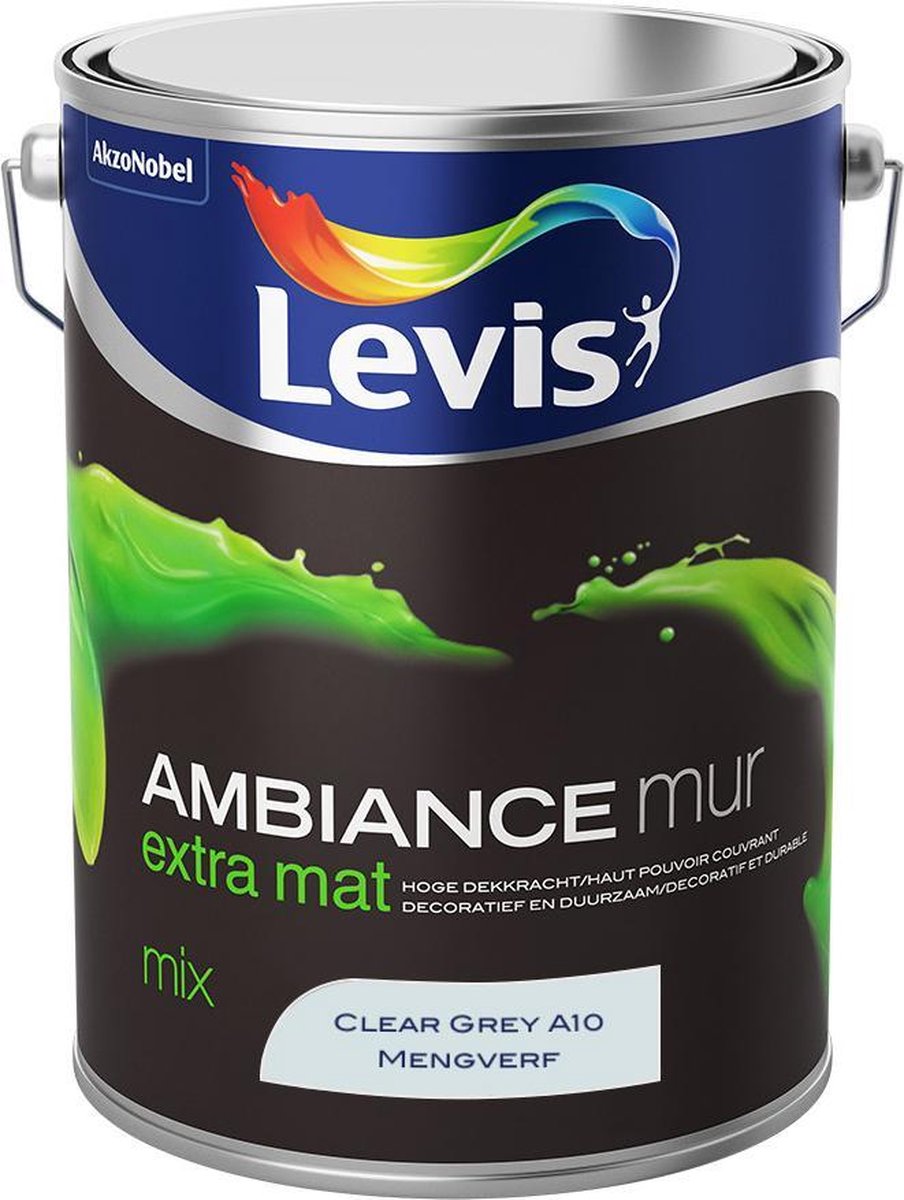 AkzoNobel
Levis
AMBIANCE mur
extra mat
HOGE DEKKRACHT/HAUT POUVOIR COUVRANT
DECORATIEF EN DUURZAAM/DECORATIF ET DURABLE
mix
CLEAR GREY A10
MENGVERF